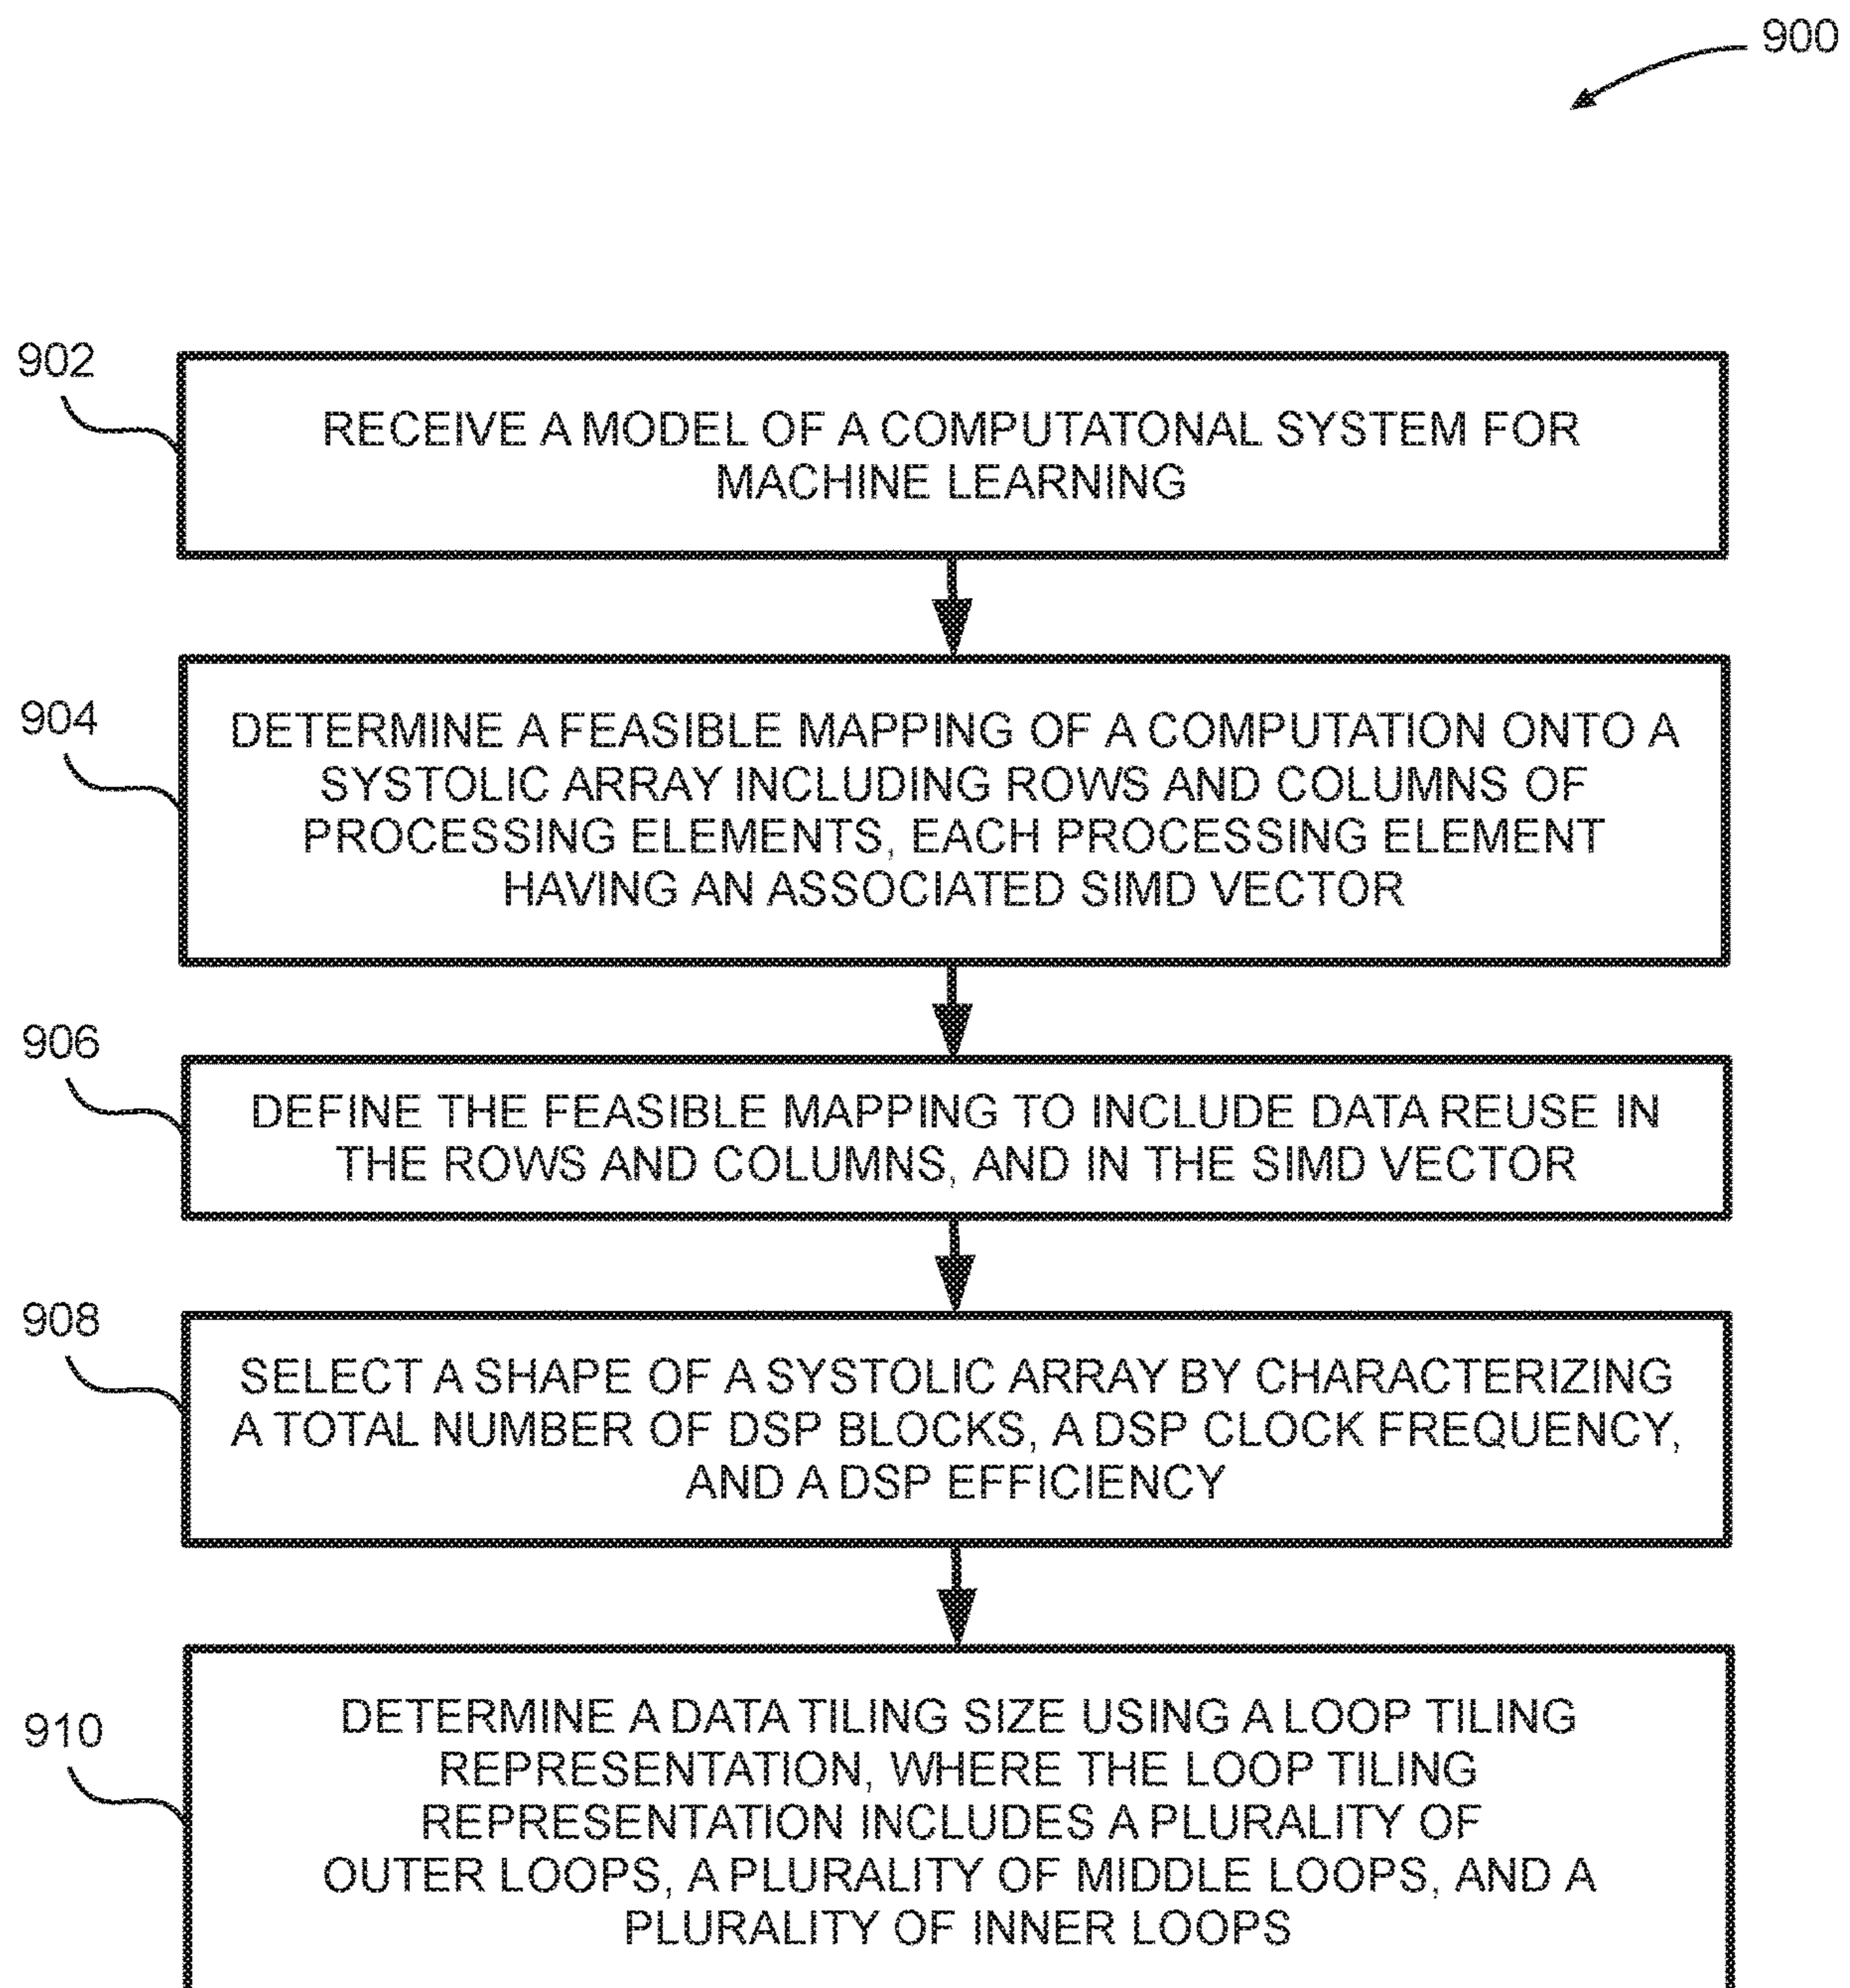 900
902
RECEIVE A MODEL OF A COMPUTATONAL SYSTEM FOR
MACHINE LEARNING
904
DETERMINE A FEASIBLE MAPPING OF A COMPUTATION ONTO A
SYSTOLIC ARRAY INCLUDING ROWS AND COLUMNS OF
PROCESSING ELEMENTS, EACH PROCESSING ELEMENT
HAVING AN ASSOCIATED SIMD VECTOR
906
DEFINE THE FEASIBLE MAPPING TO INCLUDE DATA REUSE IN
THE ROWS AND COLUMNS, AND IN THE SIMD VECTOR
908
SELECT A SHAPE OF A SYSTOLIC ARRAY BY CHARACTERIZING
A TOTAL NUMBER OF DSP BLOCKS, A DSP CLOCK FREQUENCY,
AND A DSP EFFICIENCY
910
DETERMINE A DATA TILING SIZE USING A LOOP TILING
REPRESENTATION, WHERE THE LOOP TILING
REPRESENTATION INCLUDES A PLURALITY OF
OUTER LOOPS, A PLURALITY OF MIDDLE LOOPS, AND A
PLURALITY OF INNER LOOPS